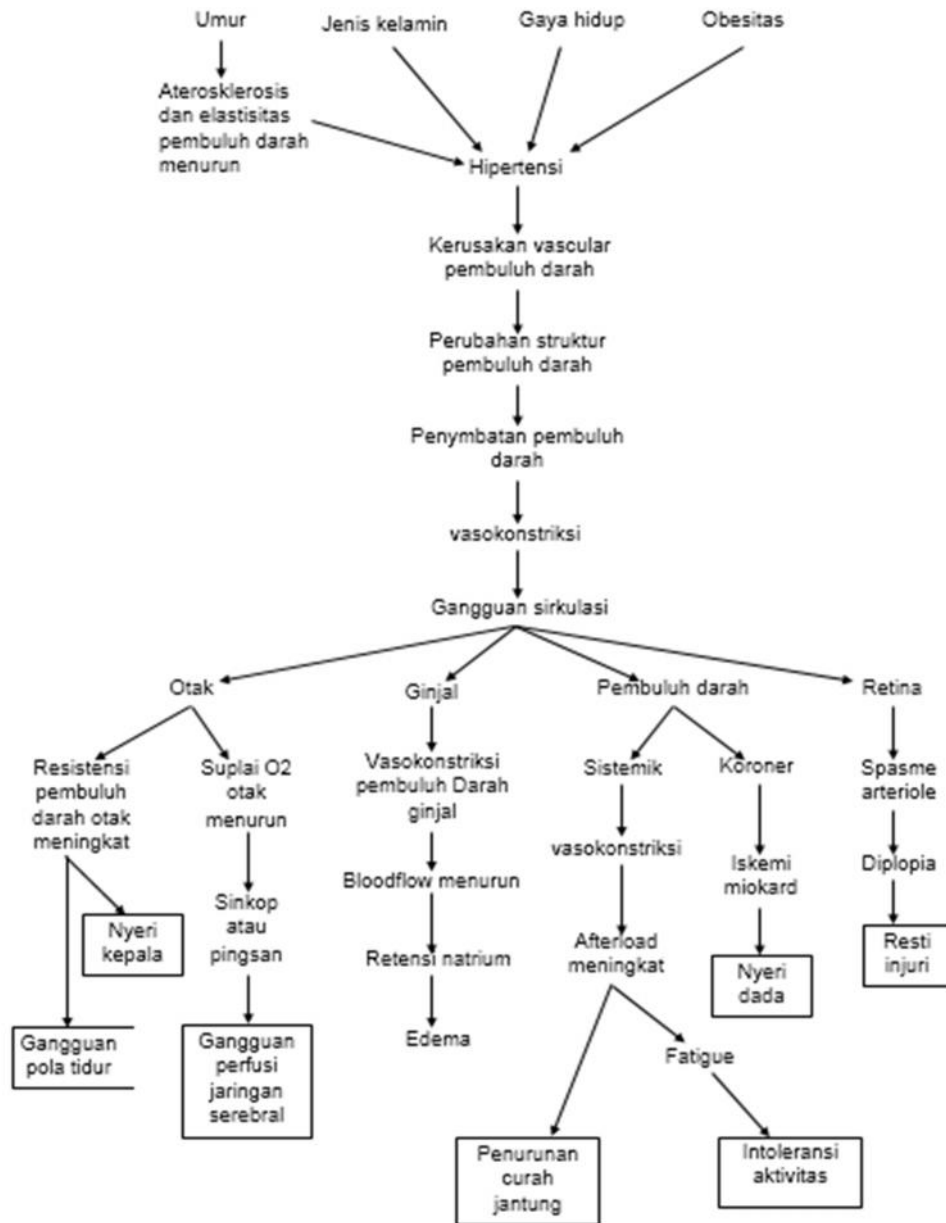 Umur
Jenis kelamin
Gaya hidup
Obesitas
Aterosklerosis
dan elastisitas
pembuluh darah
menurun
Hipertensi
Kerusakan vascular
pembuluh darah
Perubahan struktur
pembuluh darah
Penymbatan pembuluh
darah
vasokonstriksi
Gangguan sirkulasi
Otak
Ginjal
Pembuluh darah
Retina
Resistensi
pembuluh
darah otak
meningkat
Suplai O2
otak
menurun
Vasokonstriksi
pembuluh Darah
ginjal
Sistemik
Koroner
Spasme
arteriole
vasokonstriksi
Bloodflow menurun
Iskemi
miokard
Diplopia
Nyeri
kepala
Sinkop
atau
pingsan
Retensi natrium
Afterload
meningkat
Nyeri
dada
Resti
injuri
Gangguan
pola tidur
Gangguan
perfusi
jaringan
serebral
Edema
Fatigue
Penurunan
curah
jantung
Intoleransi
aktivitas